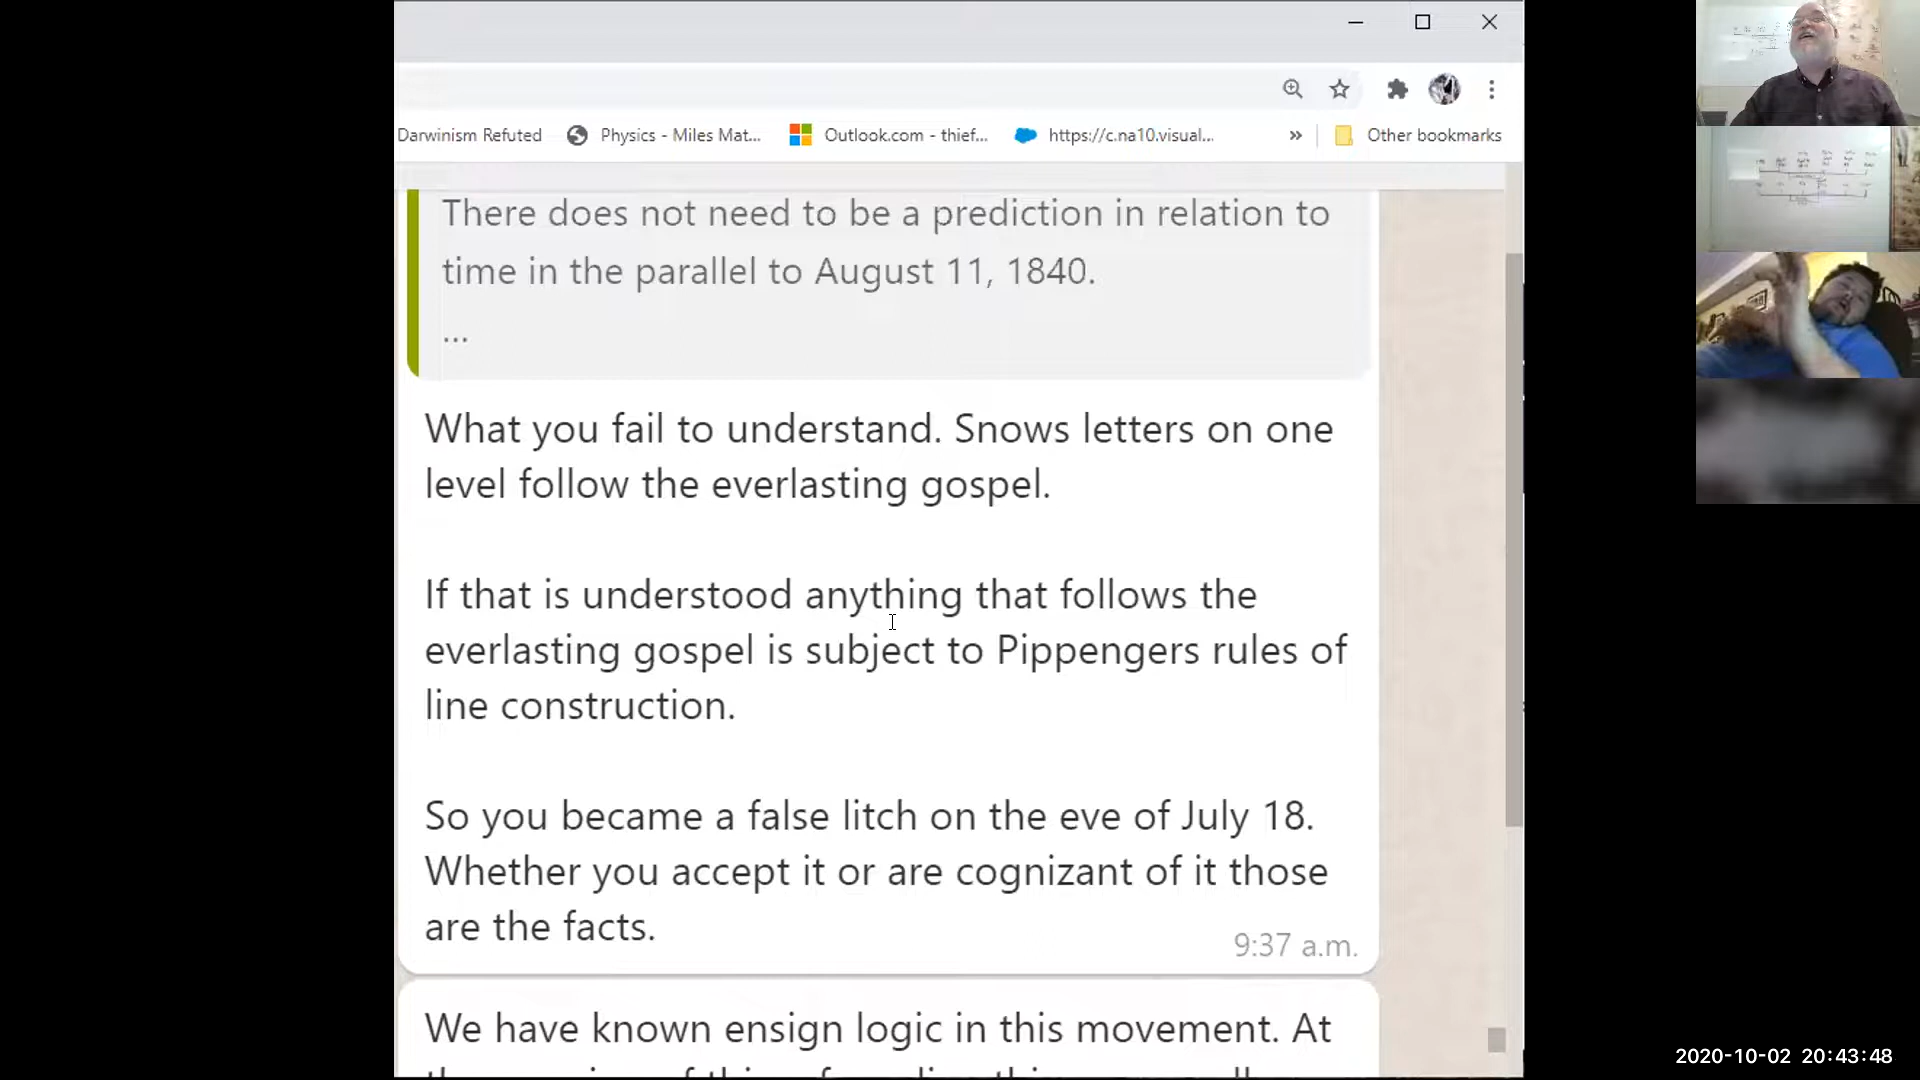 Darwinism Refuted Physics - Miles Mat... Outlook.com - thief... https://c.na10.visual... » Other bookmarks
There does not need to be a prediction in relation to
time in the parallel to August 11, 1840.
...
What you fail to understand. Snows letters on one
level follow the everlasting gospel.
If that is understood anything that follows the
everlasting gospel is subject to Pippengers rules of
line construction.
So you became a false litch on the eve of July 18.
Whether you accept it or are cognizant of it those
are the facts.
9:37 a.m.
We have known ensign logic in this movement. At
2020-10-02 20:43:48